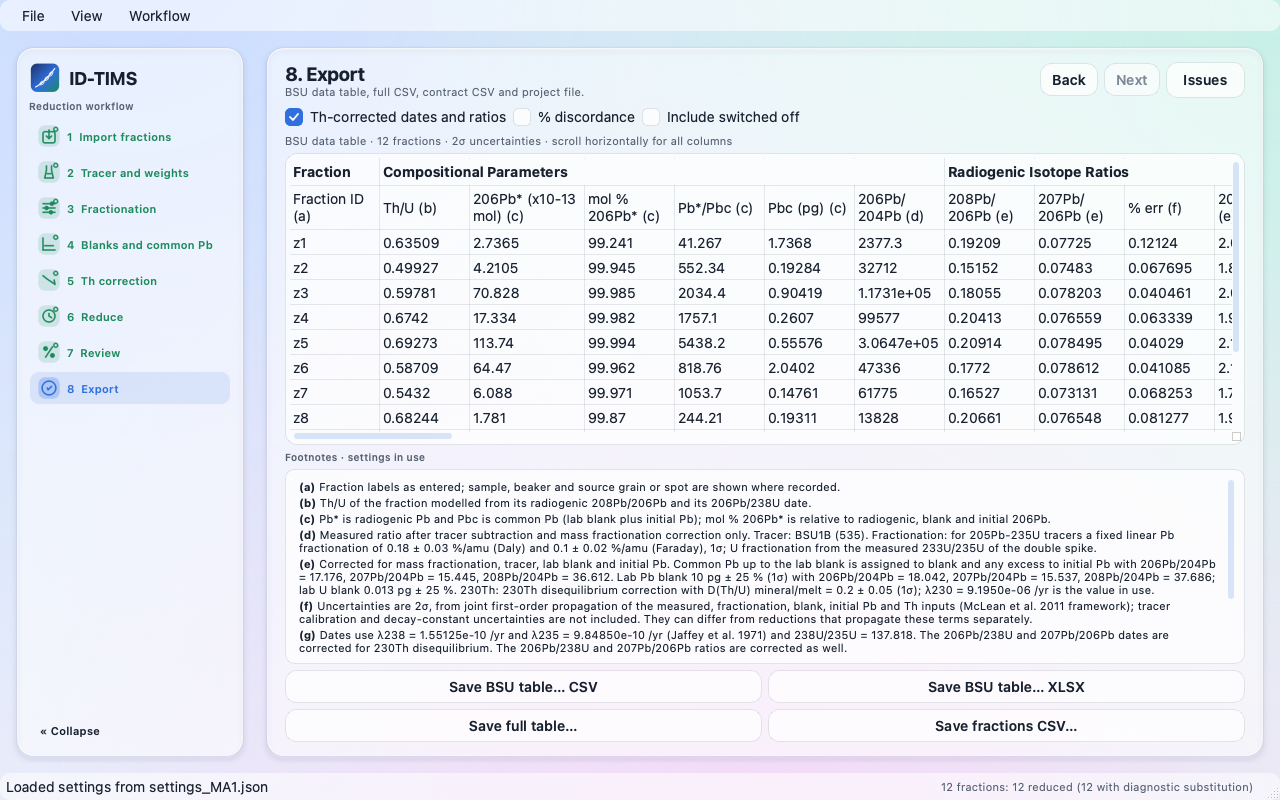 File View Workflow
ID-TIMS
Reduction workflow
1 Import fractions
2 Tracer and weights
3 Fractionation
4 Blanks and common Pb
5 Th correction
6 Reduce
7 Review
8 Export
« Collapse
8. Export
BSU data table, full CSV, contract CSV and project file.
Back Next Issues
Th-corrected dates and ratios % discordance Include switched off
BSU data table · 12 fractions · 2σ uncertainties · scroll horizontally for all columns
Fraction Compositional Parameters Radiogenic Isotope Ratios
Fraction ID (a) Th/U (b) 206Pb* (x10-13 mol) (c) mol % 206Pb* (c) Pb*/Pbc (c) Pbc (pg) (c) 206Pb/ 204Pb (d) 208Pb/ 206Pb (e) 207Pb/ 206Pb (e) % err (f)
z1 0.63509 2.7365 99.241 41.267 1.7368 2377.3 0.19209 0.07725 0.12124
z2 0.49927 4.2105 99.945 552.34 0.19284 32712 0.15152 0.07483 0.067695
z3 0.59781 70.828 99.985 2034.4 0.90419 1.1731e+05 0.18055 0.078203 0.040461
z4 0.6742 17.334 99.982 1757.1 0.2607 99577 0.20413 0.076559 0.063339
z5 0.69273 113.74 99.994 5438.2 0.55576 3.0647e+05 0.20914 0.078495 0.04029
z6 0.58709 64.47 99.962 818.76 2.0402 47336 0.1772 0.078612 0.041085
z7 0.5432 6.088 99.971 1053.7 0.14761 61775 0.16527 0.073131 0.068253
z8 0.68244 1.781 99.87 244.21 0.19311 13828 0.20661 0.076548 0.081277
Footnotes · settings in use
(a) Fraction labels as entered; sample, beaker and source grain or spot are shown where recorded.
(b) Th/U of the fraction modelled from its radiogenic 208Pb/206Pb and its 206Pb/238U date.
(c) Pb* is radiogenic Pb and Pbc is common Pb (lab blank plus initial Pb); mol % 206Pb* is relative to radiogenic, blank and initial 206Pb.
(d) Measured ratio after tracer subtraction and mass fractionation correction only. Tracer: BSU1B (535). Fractionation: for 205Pb-235U tracers a fixed linear Pb
fractionation of 0.18 ± 0.03 %/amu (Daly) and 0.1 ± 0.02 %/amu (Faraday), 1σ; U fractionation from the measured 233U/235U of the double spike.
(e) Corrected for mass fractionation, tracer, lab blank and initial Pb. Common Pb up to the lab blank is assigned to blank and any excess to initial Pb with 206Pb/204Pb
= 17.176, 207Pb/204Pb = 15.445, 208Pb/204Pb = 36.612. Lab Pb blank 10 pg ± 25 % (1σ) with 206Pb/204Pb = 18.042, 207Pb/204Pb = 15.537, 208Pb/204Pb = 37.686;
lab U blank 0.013 pg ± 25 %. 230Th: 230Th disequilibrium correction with D(Th/U) mineral/melt = 0.2 ± 0.05 (1σ); λ230 = 9.1950e-06 /yr is the value in use.
(f) Uncertainties are 2σ, from joint first-order propagation of the measured, fractionation, blank, initial Pb and Th inputs (McLean et al. 2011 framework); tracer
calibration and decay-constant uncertainties are not included. They can differ from reductions that propagate these terms separately.
(g) Dates use λ238 = 1.55125e-10 /yr and λ235 = 9.84850e-10 /yr (Jaffey et al. 1971) and 238U/235U = 137.818. The 206Pb/238U and 207Pb/206Pb dates are
corrected for 230Th disequilibrium. The 206Pb/238U and 207Pb/206Pb ratios are corrected as well.
Save BSU table... CSV Save BSU table... XLSX
Save full table... Save fractions CSV...
Loaded settings from settings_MA1.json 12 fractions: 12 reduced (12 with diagnostic substitution)